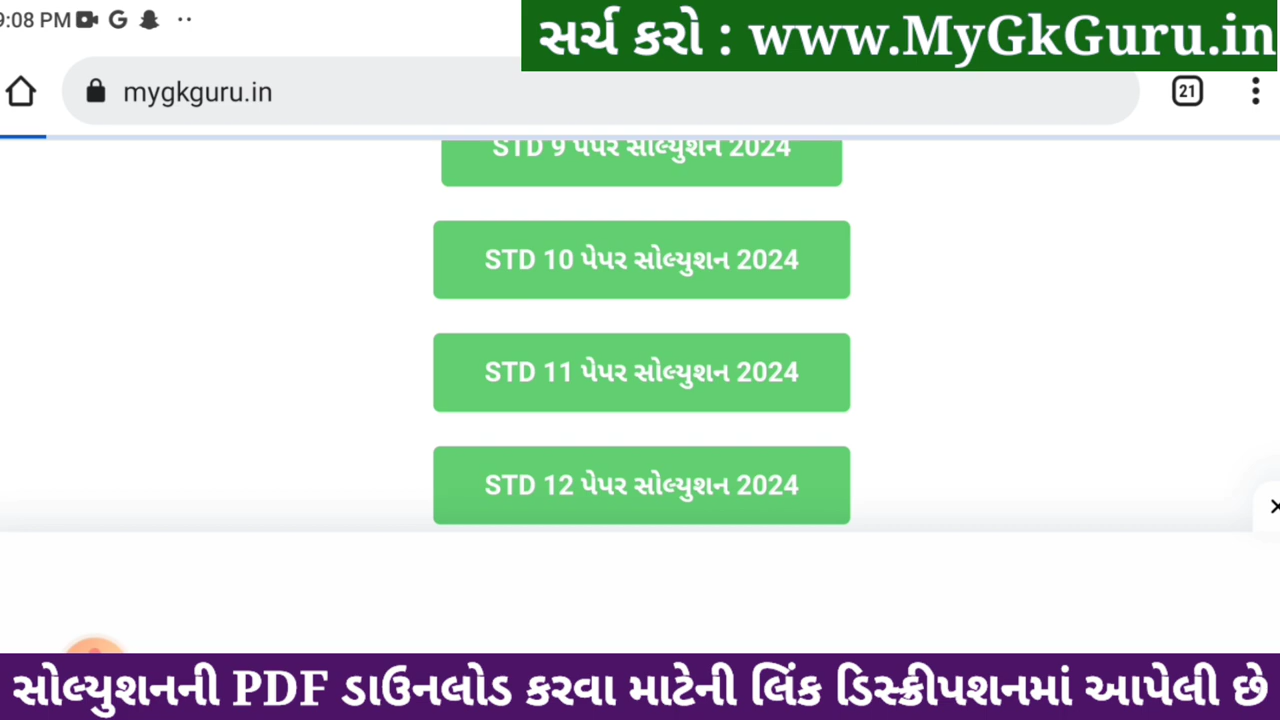 9:08 PM
સર્ચ કરો : www.MyGkGuru.in
mygkguru.in
21
STD 9 પેપર સોલ્યુશન 2024
STD 10 પેપર સોલ્યુશન 2024
STD 11 પેપર સોલ્યુશન 2024
STD 12 પેપર સોલ્યુશન 2024
સોલ્યુશનની PDF ડાઉનલોડ કરવા માટેની લિંક ડિસ્ક્રીપશનમાં આપેલી છે